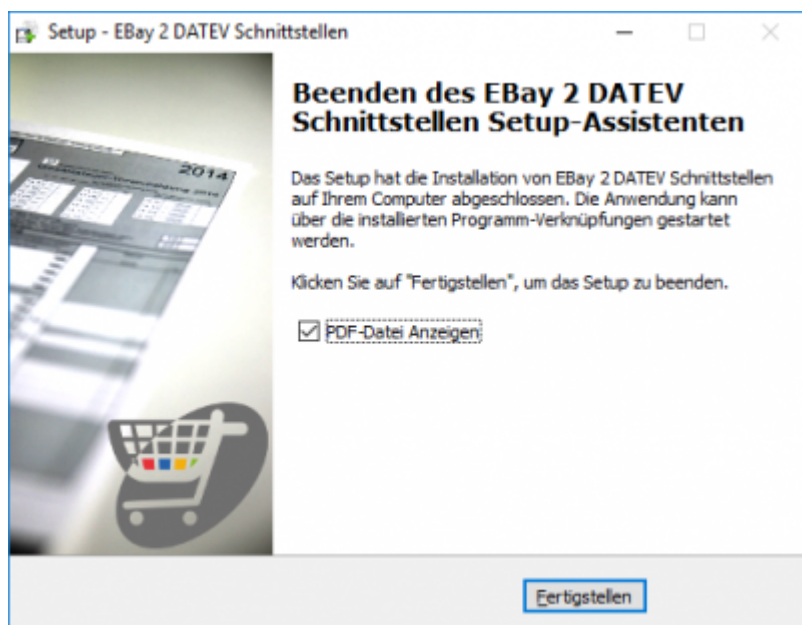 Setup - EBay 2 DATEV Schnittstellen
Beenden des EBay 2 DATEV
Schnittstellen Setup-Assistenten
2014
Das Setup hat die Installation von EBay 2 DATEV Schnittstellen
auf Ihrem Computer abgeschlossen. Die Anwendung kann
über die installierten Programm-Verknüpfungen gestartet
werden.
Klicken Sie auf "Fertigstellen", um das Setup zu beenden.
PDF-Datei Anzeigen
Fertigstellen